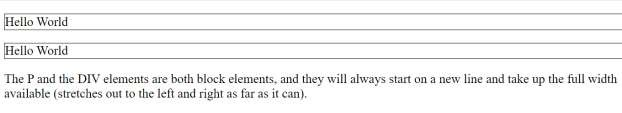 Hello World
Hello World
The P and the DIV elements are both block elements, and they will always start on a new line and take up the full width
available (stretches out to the left and right as far as it can).